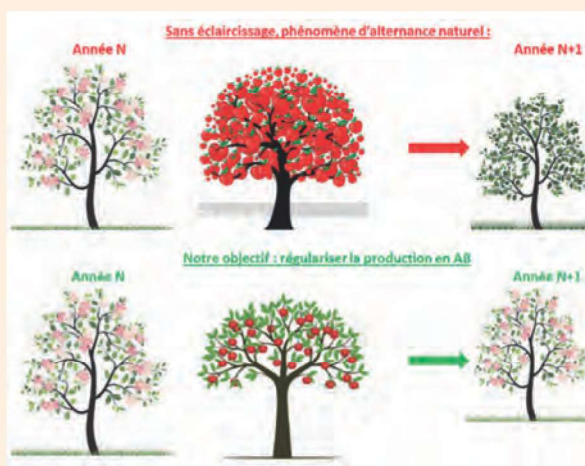 Sans éclaircissage, phénomène d'alternance naturel :
Année N
Année N+1
Notre objectif : régulariser la production en AB
Année N
Année N+1